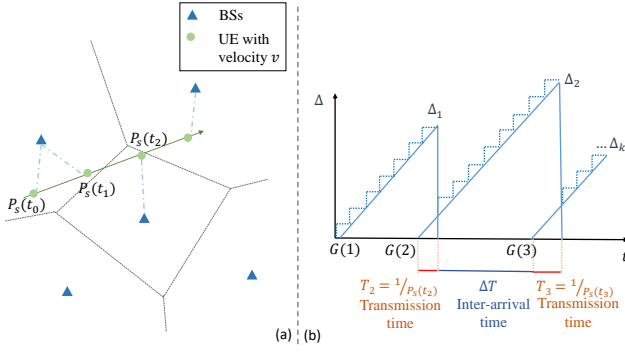 BSs
UE with
velocity v
P_s(t_2)
P_s(t_1)
P_s(t_0)
(a)
Δ
Δ_1
Δ_2
... Δ_k
G(1)
G(2)
G(3)
t
T_2 = 1/P_s(t_2)
Transmission
time
ΔT
Inter-arrival
time
T_3 = 1/P_s(t_3)
Transmission
time
(b)